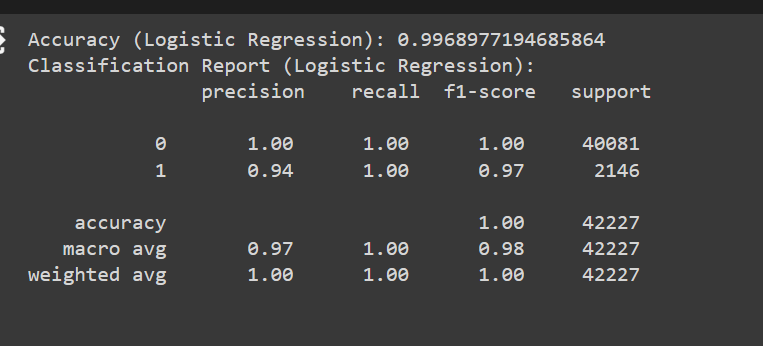 Accuracy (Logistic Regression): 0.9968977194685864
Classification Report (Logistic Regression):
precision recall f1-score support
0 1.00 1.00 1.00 40081
1 0.94 1.00 0.97 2146
accuracy 1.00 42227
macro avg 0.97 1.00 0.98 42227
weighted avg 1.00 1.00 1.00 42227